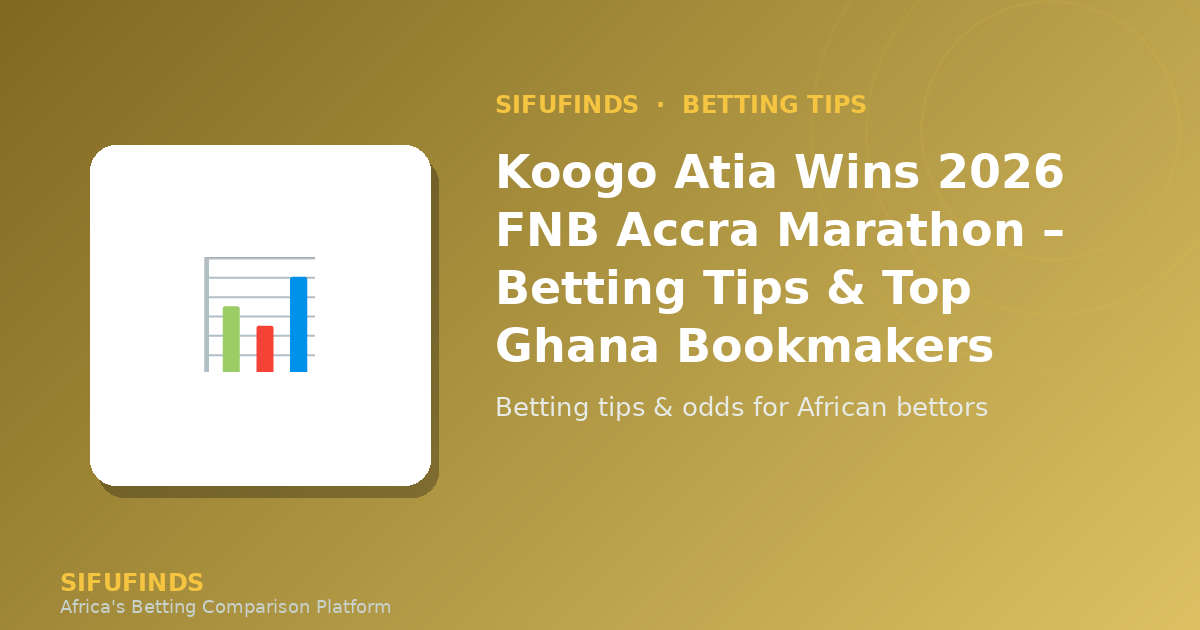 SIFUFINDS · BETTING TIPS
Koogo Atia Wins 2026
FNB Accra Marathon –
Betting Tips & Top
Ghana Bookmakers
Betting tips & odds for African bettors
SIFUFINDS
Africa's Betting Comparison Platform